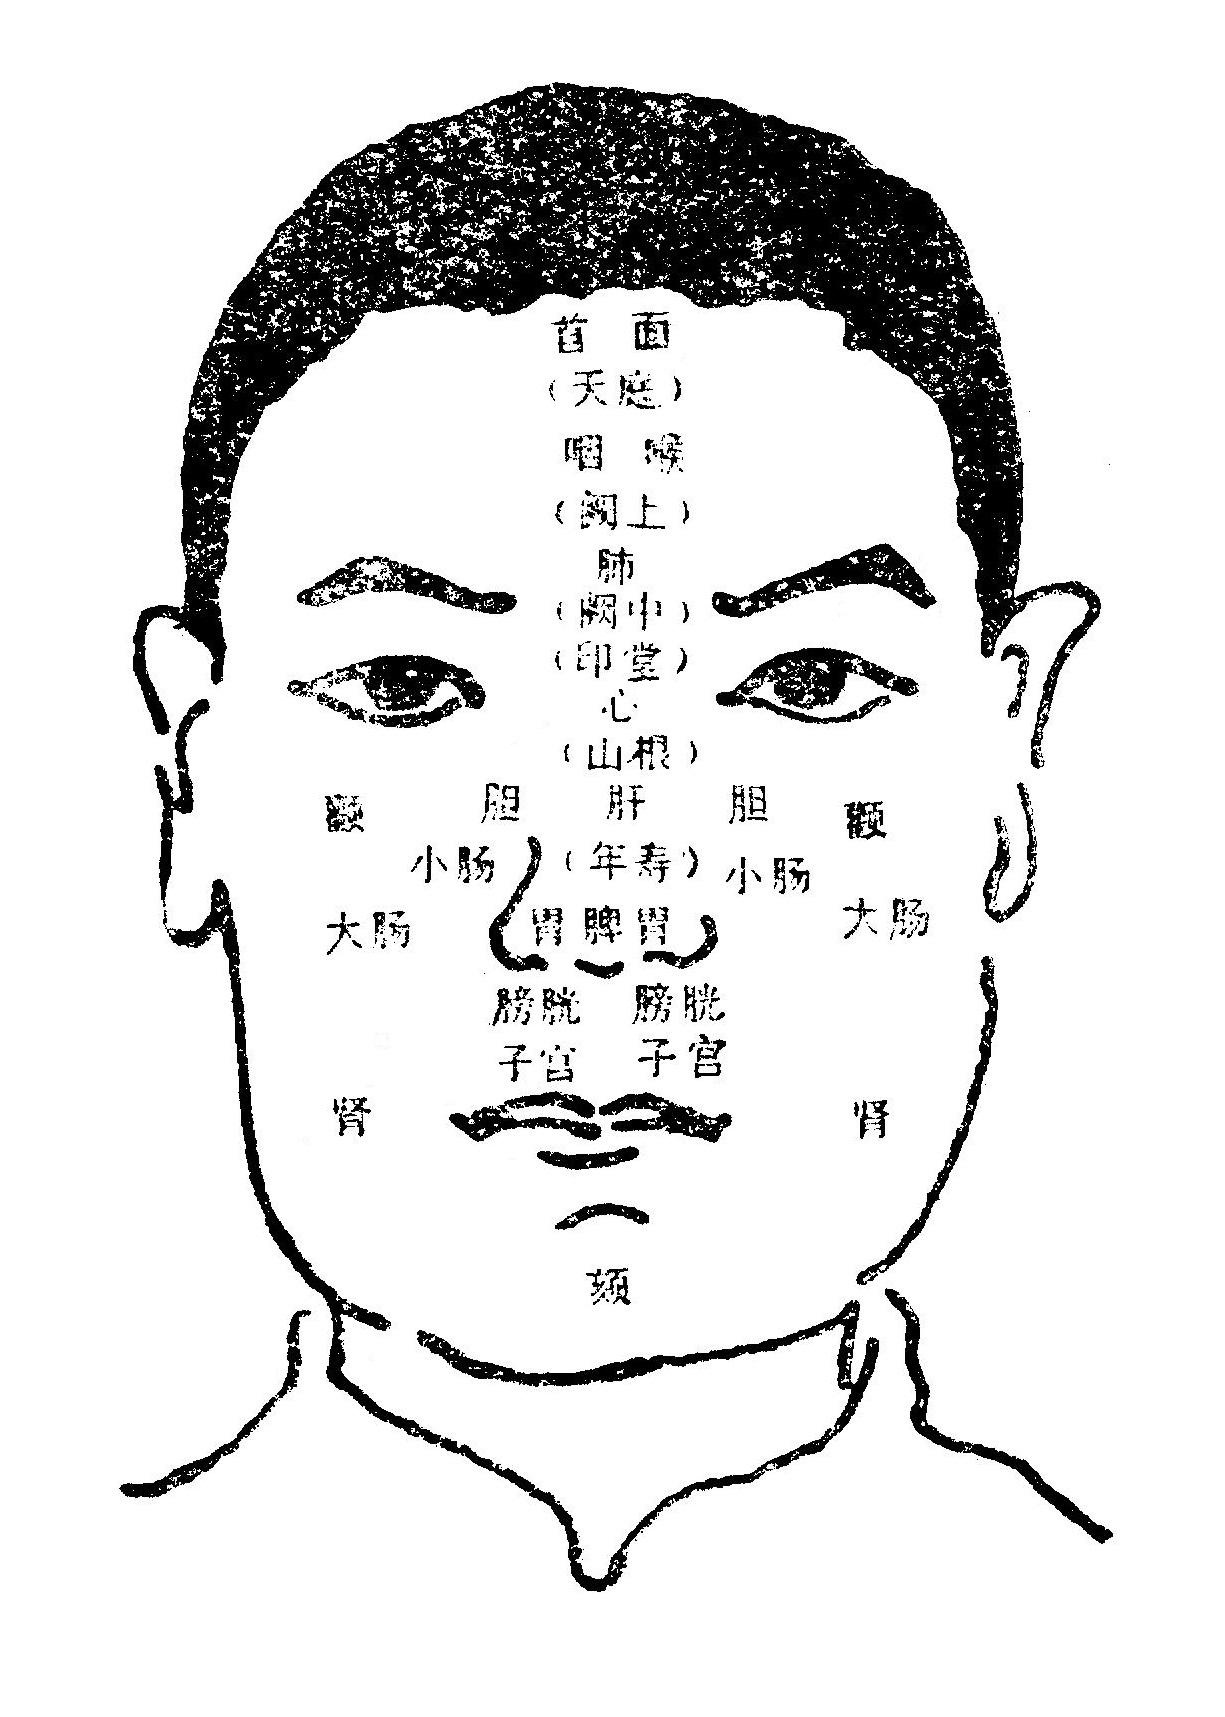 首 面
（天庭）
咽 喉
（阙上）
肺
（阙中）
（印堂）
心
（山根）
胆 肝 胆
颧 颧
小肠 （年寿） 小肠
大肠 胃 脾 胃 大肠
膀胱 膀胱
子宫 子宫
肾 肾
颏